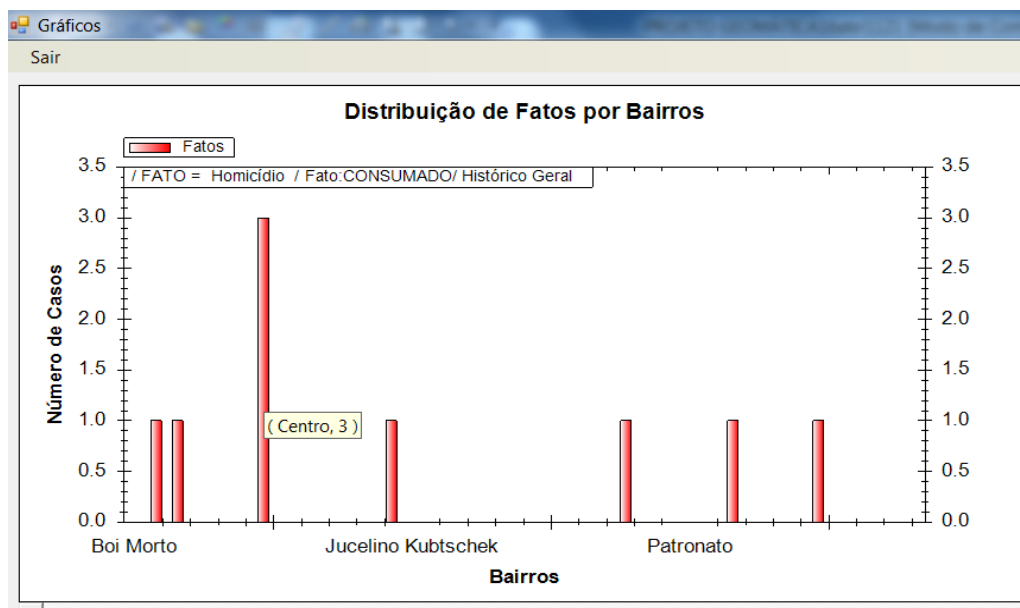 Gráficos
Sair
Distribuição de Fatos por Bairros
Fatos
/ FATO = Homicídio / Fato:CONSUMADO/ Histórico Geral
3.5
3.0
2.5
2.0
1.5
1.0
0.5
0.0
Número de Casos
( Centro, 3 )
3.5
3.0
2.5
2.0
1.5
1.0
0.5
0.0
Boi Morto
Jucelino Kubtschek
Patronato
Bairros